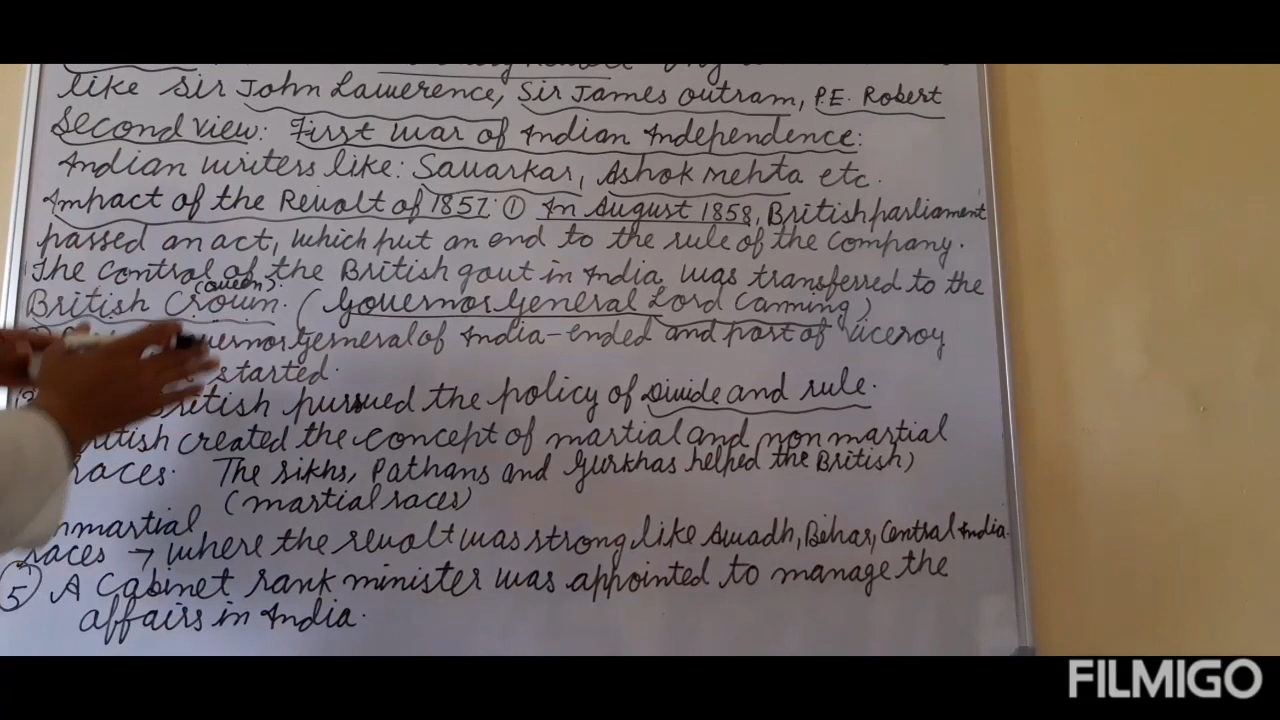 like Sir John Lawerence, Sir James Outram, P.E. Robert
Second view: First war of Indian Independence:
Indian writers like: Savarkar, Ashok Mehta etc.
Impact of the Revolt of 1857: ① In August 1858, British parliament
passed an act, which put an end to the rule of the company.
The control of the British govt in India was transferred to the
(Queen)
British Crown. (Governor General Lord Canning)
General of India-ended and post of Viceroy
started.
British pursued the policy of Divide and rule.
British created the concept of martial and non martial
races. The Sikhs, Pathans and Gurkhas helped the British)
(martial races)
nmartial
races → where the revolt was strong like Awadh, Bihar, Central India.
⑤ A Cabinet rank minister was appointed to manage the
affairs in India.
FILMIGO